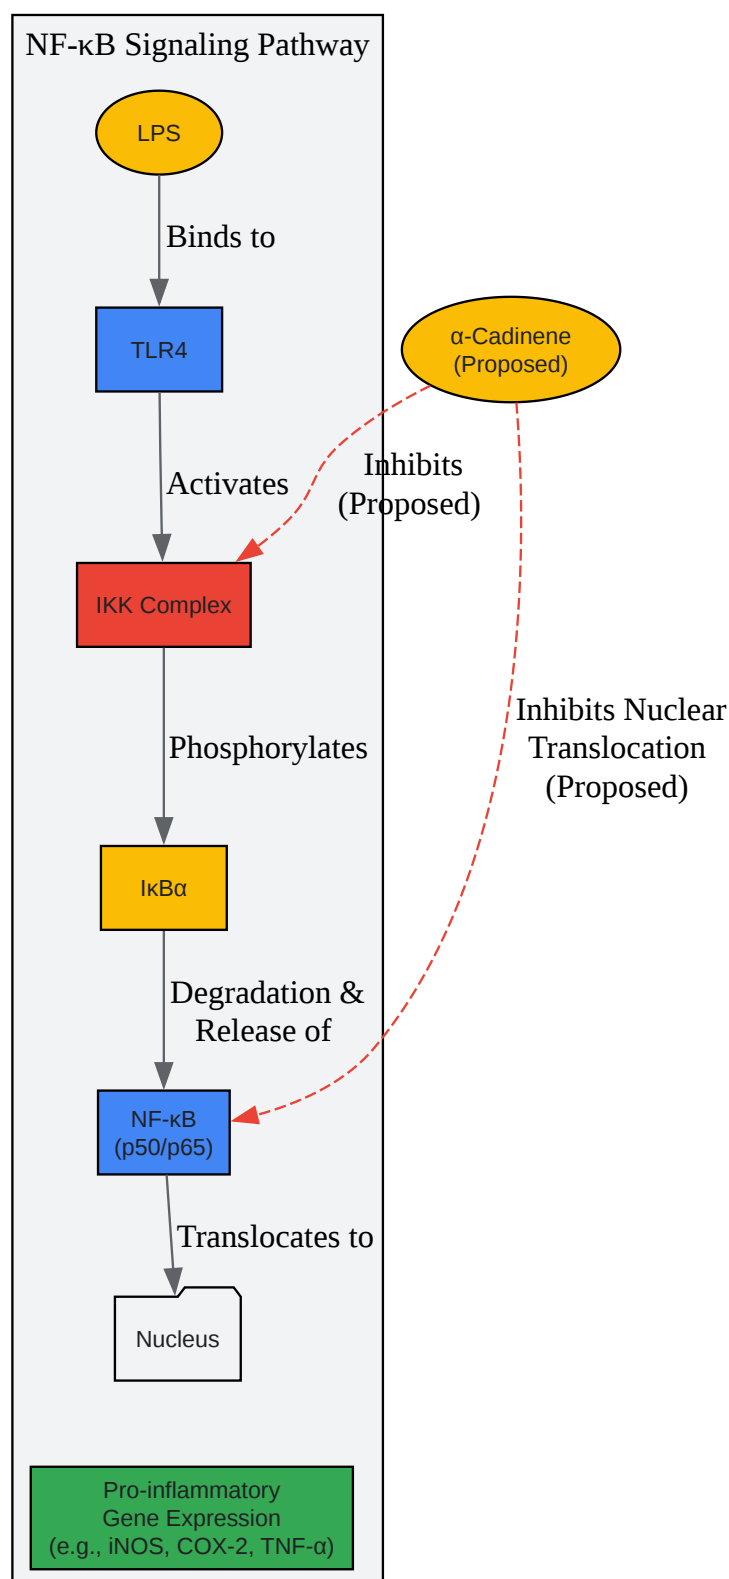 NF-κB Signaling Pathway
LPS
Binds to
TLR4
α-Cadinene
(Proposed)
Activates
Inhibits
(Proposed)
IKK Complex
Phosphorylates
Inhibits Nuclear
Translocation
(Proposed)
IκBα
Degradation &
Release of
NF-κB
(p50/p65)
Translocates to
Nucleus
Pro-inflammatory
Gene Expression
(e.g., iNOS, COX-2, TNF-α)